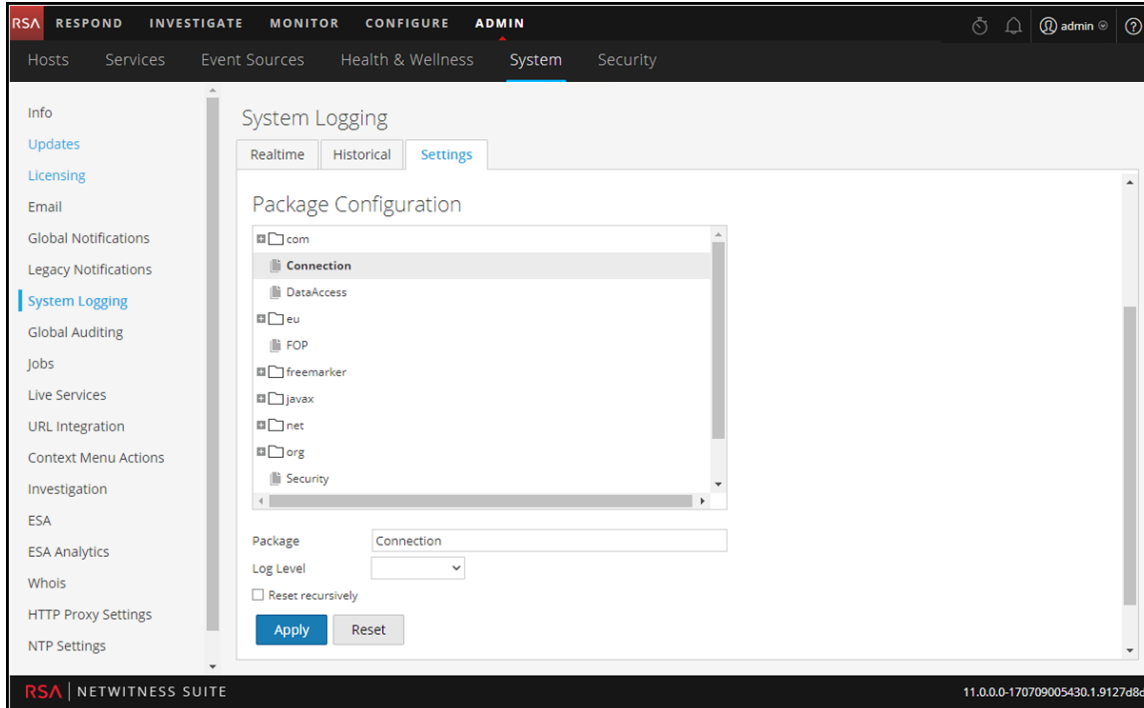 RSA RESPOND INVESTIGATE MONITOR CONFIGURE ADMIN admin
Hosts Services Event Sources Health & Wellness System Security
Info
Updates
Licensing
Email
Global Notifications
Legacy Notifications
System Logging
Global Auditing
Jobs
Live Services
URL Integration
Context Menu Actions
Investigation
ESA
ESA Analytics
Whois
HTTP Proxy Settings
NTP Settings
System Logging
Realtime Historical Settings
Package Configuration
com
Connection
DataAccess
eu
FOP
freemarker
javax
net
org
Security
Package Connection
Log Level
Reset recursively
Apply Reset
RSA NETWITNESS SUITE 11.0.0.0-170709005430.1.9127d8d